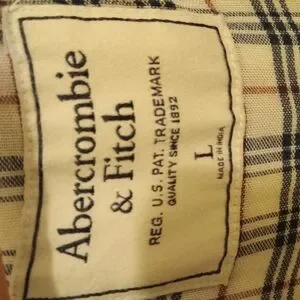 Abercrombie
& Fitch
REG. U.S. PAT. TRADEMARK
QUALITY SINCE 1892
L
MADE IN INDIA